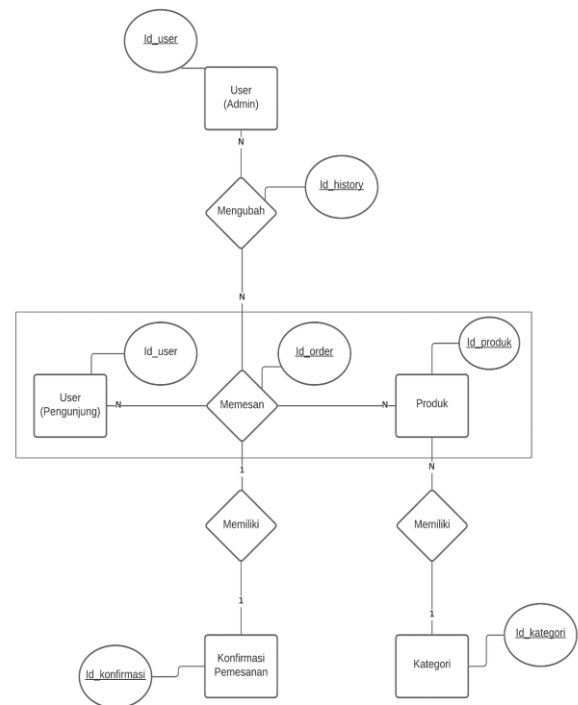 Id_user
User
(Admin)
N
Mengubah
Id_history
N
Id_user
Id_order
Id_produk
User
(Pengunjung)
N
Memesan
N
Produk
1
N
Memiliki
Memiliki
1
1
Id_konfirmasi
Konfirmasi
Pemesanan
Kategori
Id_kategori